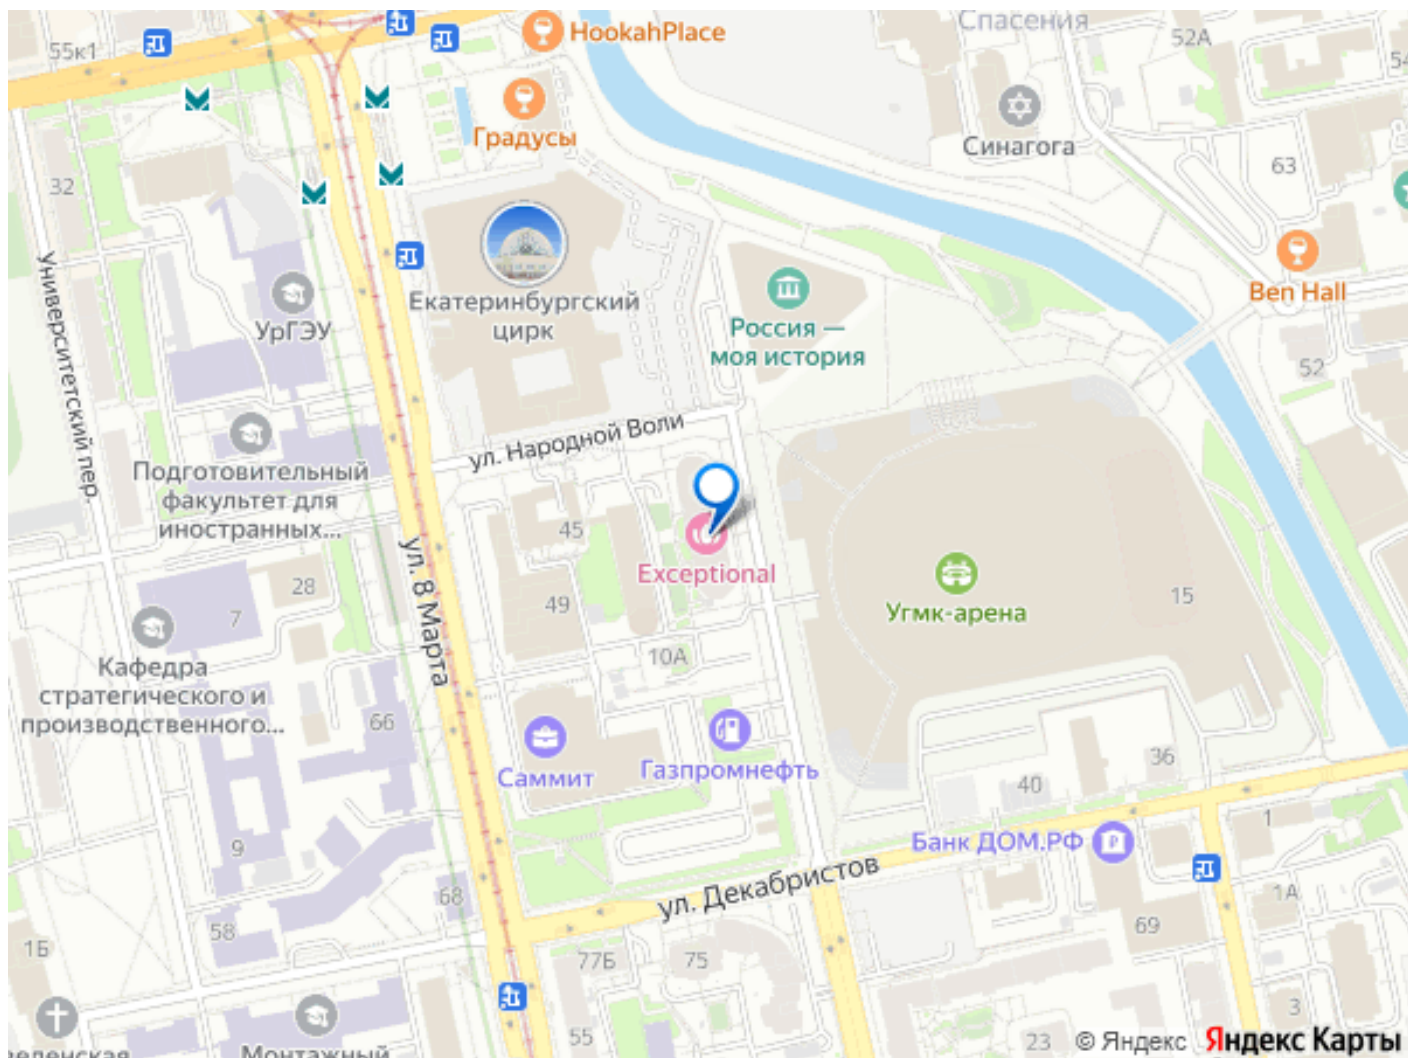 Спасения
HookahPlace
55к1
52А
54
Градусы
Синагога
63
32
Екатеринбургский
цирк
УрГЭУ
Ben Hall
Россия —
моя история
52
Университетский пер.
ул. Народной Воли
Подготовительный
факультет для
иностранных...
45
Exceptional
ул. 8 Марта
28
49
7
Угмк-арена
15
10А
Кафедра
стратегического и
производственного...
66
Саммит
Газпромнефть
36
40
9
Банк ДОМ.РФ
1
ул. Декабристов
68
1А
58
69
1Б
77Б
75
3
55
23
Монтажный
© Яндекс Яндекс Карты